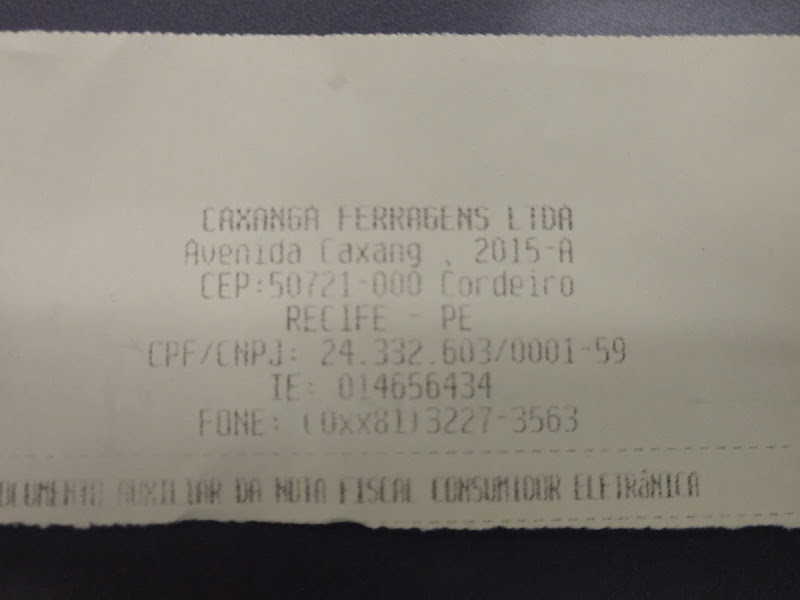 CAXANGA FERRAGENS LTDA
Avenida Caxang , 2015-A
CEP:50721-000 Cordeiro
RECIFE - PE
CPF/CNPJ: 24.332.603/0001-59
IE: 014656434
FONE: (0xx81)3227-3563
DOCUMENTO AUXILIAR DA NOTA FISCAL CONSUMIDOR ELETRôNICA